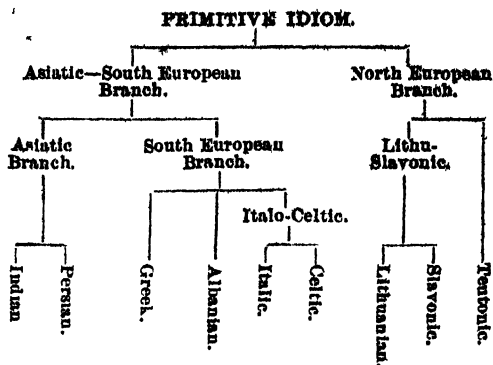 PRIMITIVE IDIOM.
Asiatic—South European
Branch.
North European
Branch.
Asiatic
Branch.
South European
Branch.
Lithu-
Slavonic.
Italo-Celtic.
Indian
Persian.
Greek.
Albanian.
Italic.
Celtic.
Lithuanian.
Slavonic.
Teutonic.